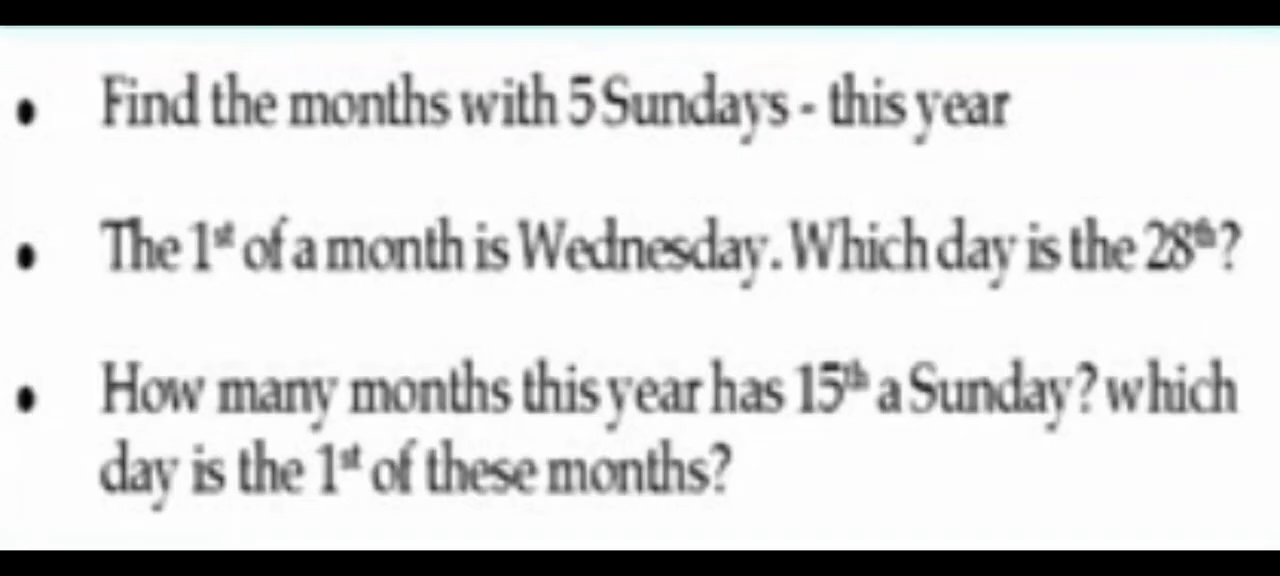 • Find the months with 5 Sundays - this year
• The 1st of a month is Wednesday. Which day is the 28th?
• How many months this year has 15th a Sunday? which
day is the 1st of these months?